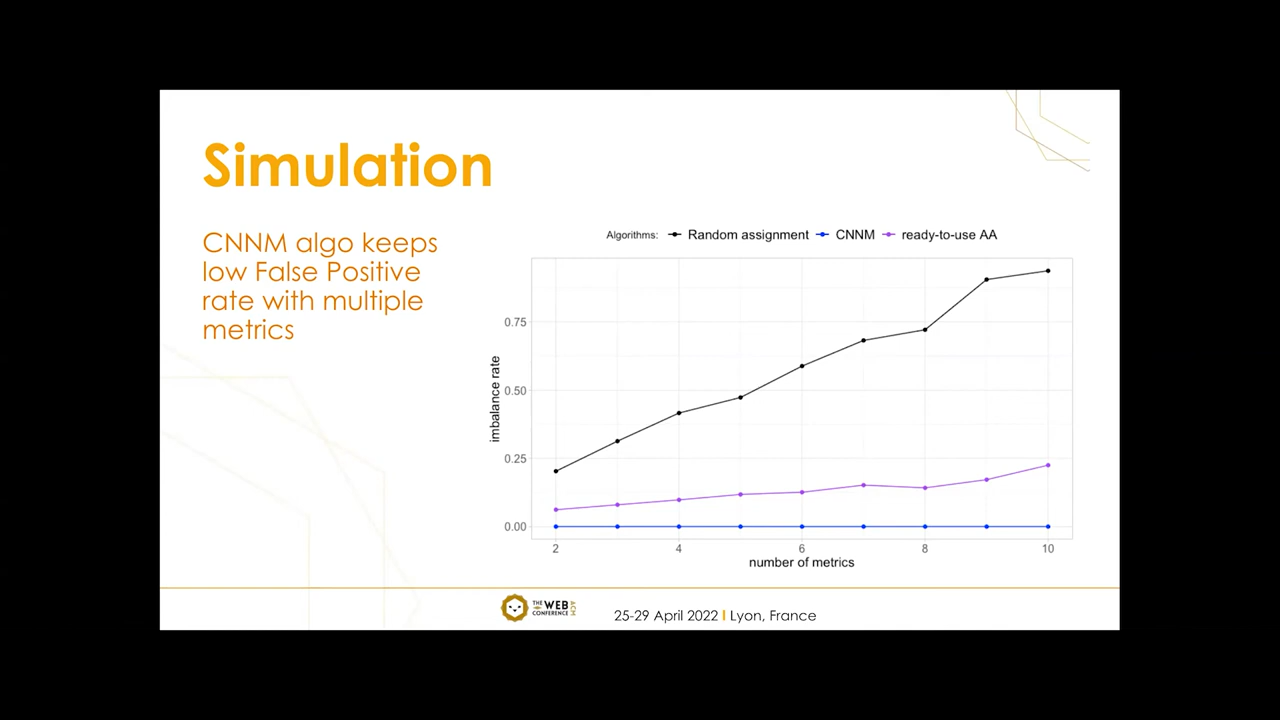 Simulation
CNNM algo keeps
low False Positive
rate with multiple
metrics
Algorithms: Random assignment CNNM ready-to-use AA
imbalance rate
0.75
0.50
0.25
0.00
2 4 6 8 10
number of metrics
THE WEB CONFERENCE ACM
25-29 April 2022 I Lyon, France